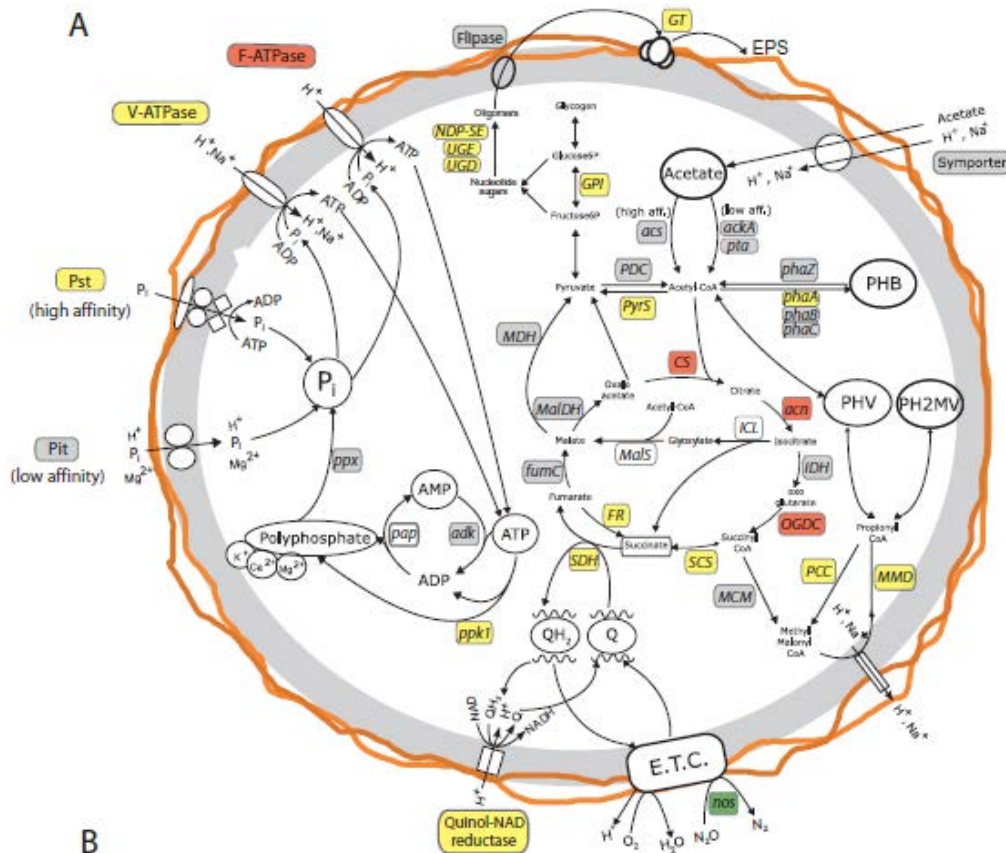 A
GT
EPS
Flipase
F-ATPase
H+
V-ATPase
H+,Na+
ATP
H+
Pi
ADP
ATP
H+,Na+
Pi
ADP
Oligomers
NDP-SE
UGE
UGD
Nucleotide
sugars
Glycogen
Glucose6P
GPI
Fructose6P
Acetate
H+, Na+
H+, Na+
Symporter
Acetate
(high aff.)
acs
(low aff.)
ackA
pta
Pst
(high affinity)
Pi
ADP
Pi
ATP
Pyruvate
PDC
PyrS
Acetyl-CoA
phaZ
phaA
phaB
phaC
PHB
MDH
Pi
CS
Oxalo
acetate
Citrate
acn
PHV
PH2MV
MalDH
Acetyl-CoA
Malate
MalS
Glyoxylate
ICL
Isocitrate
Pit
(low affinity)
H+
Pi
Mg2+
H+
Pi
Mg2+
ppx
fumC
IDH
oxo
glutarate
Fumarate
FR
OGDC
Propionyl
CoA
AMP
pap
adk
ATP
ADP
Polyphosphate
K+
Ca2+
Mg2+
Succinate
SDH
SCS
Succinyl
CoA
PCC
MMD
MCM
ppk1
QH2
Q
Methyl
Malonyl
CoA
H+, Na+
H+, Na+
NAD
QH2
H+
Q
NADH
H+
Quinol-NAD
reductase
E.T.C.
nos
H+
O2
H2O
N2O
N2
B